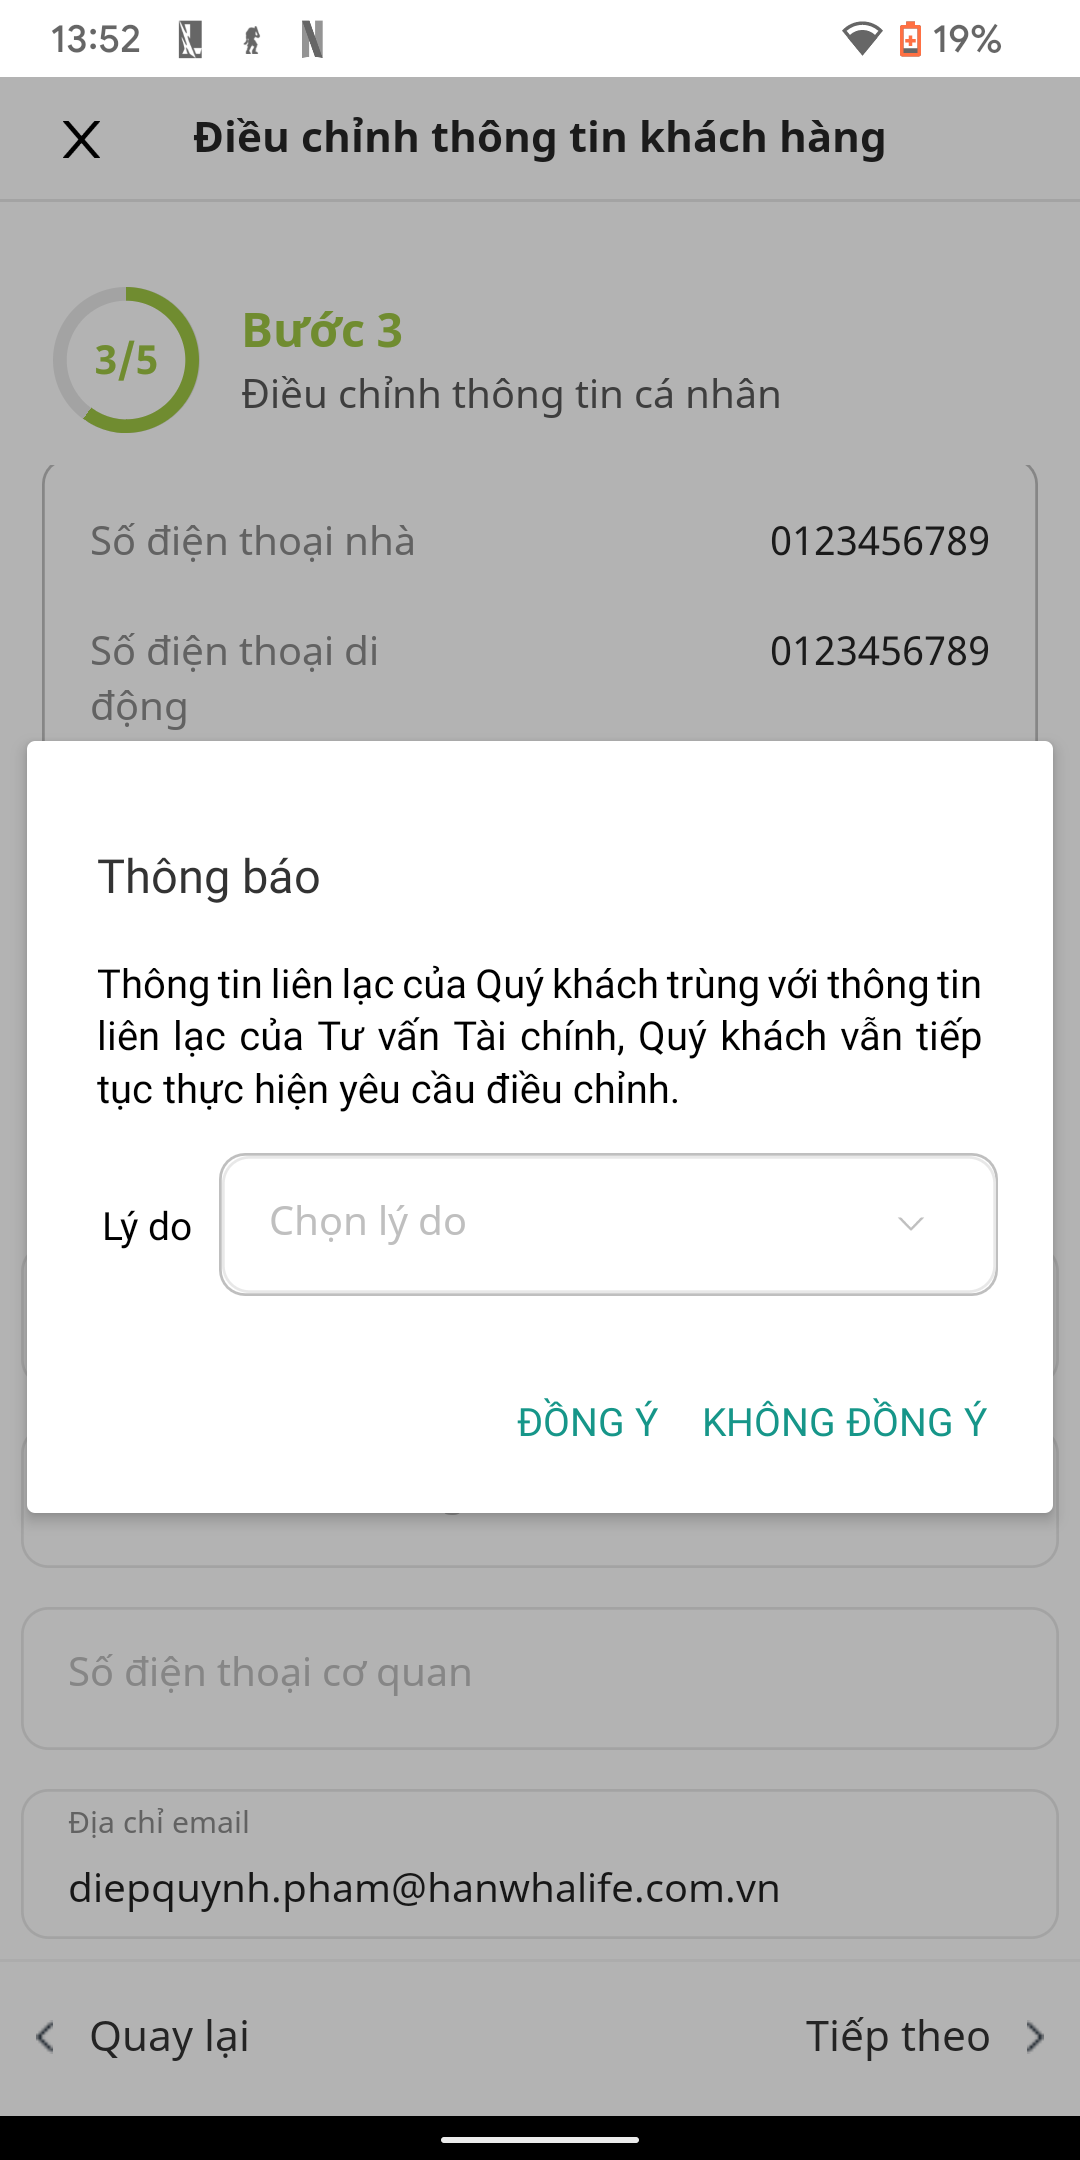 13:52
19%
Điều chỉnh thông tin khách hàng
3/5
Bước 3
Điều chỉnh thông tin cá nhân
Số điện thoại nhà
0123456789
Số điện thoại di
động
0123456789
Thông báo
Thông tin liên lạc của Quý khách trùng với thông tin
liên lạc của Tư vấn Tài chính, Quý khách vẫn tiếp
tục thực hiện yêu cầu điều chỉnh.
Lý do
Chọn lý do
ĐỒNG Ý
KHÔNG ĐỒNG Ý
Số điện thoại cơ quan
Địa chỉ email
diepquynh.pham@hanwhalife.com.vn
Quay lại
Tiếp theo